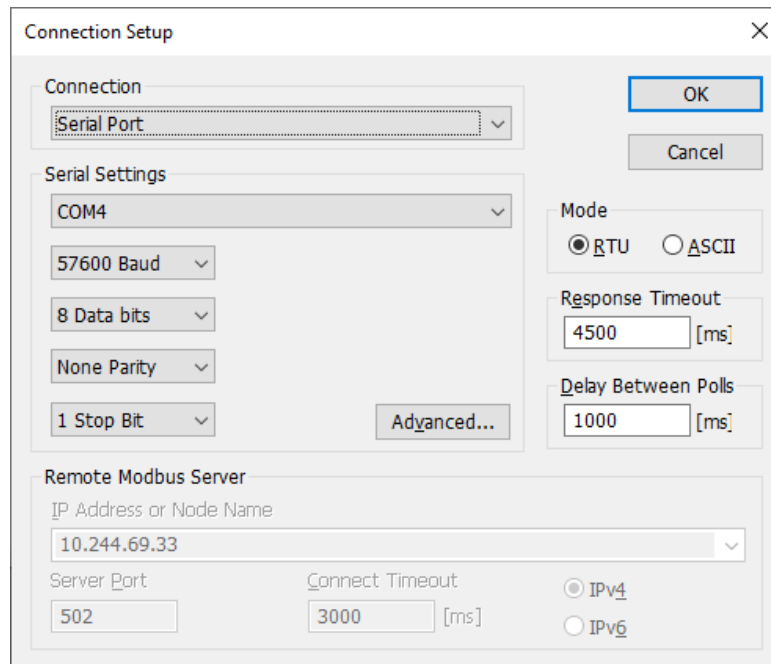 Connection Setup
Connection
Serial Port
OK
Cancel
Serial Settings
COM4
57600 Baud
8 Data bits
None Parity
1 Stop Bit
Advanced...
Mode
RTU ASCII
Response Timeout
4500 [ms]
Delay Between Polls
1000 [ms]
Remote Modbus Server
IP Address or Node Name
10.244.69.33
Server Port
502
Connect Timeout
3000 [ms]
IPv4
IPv6